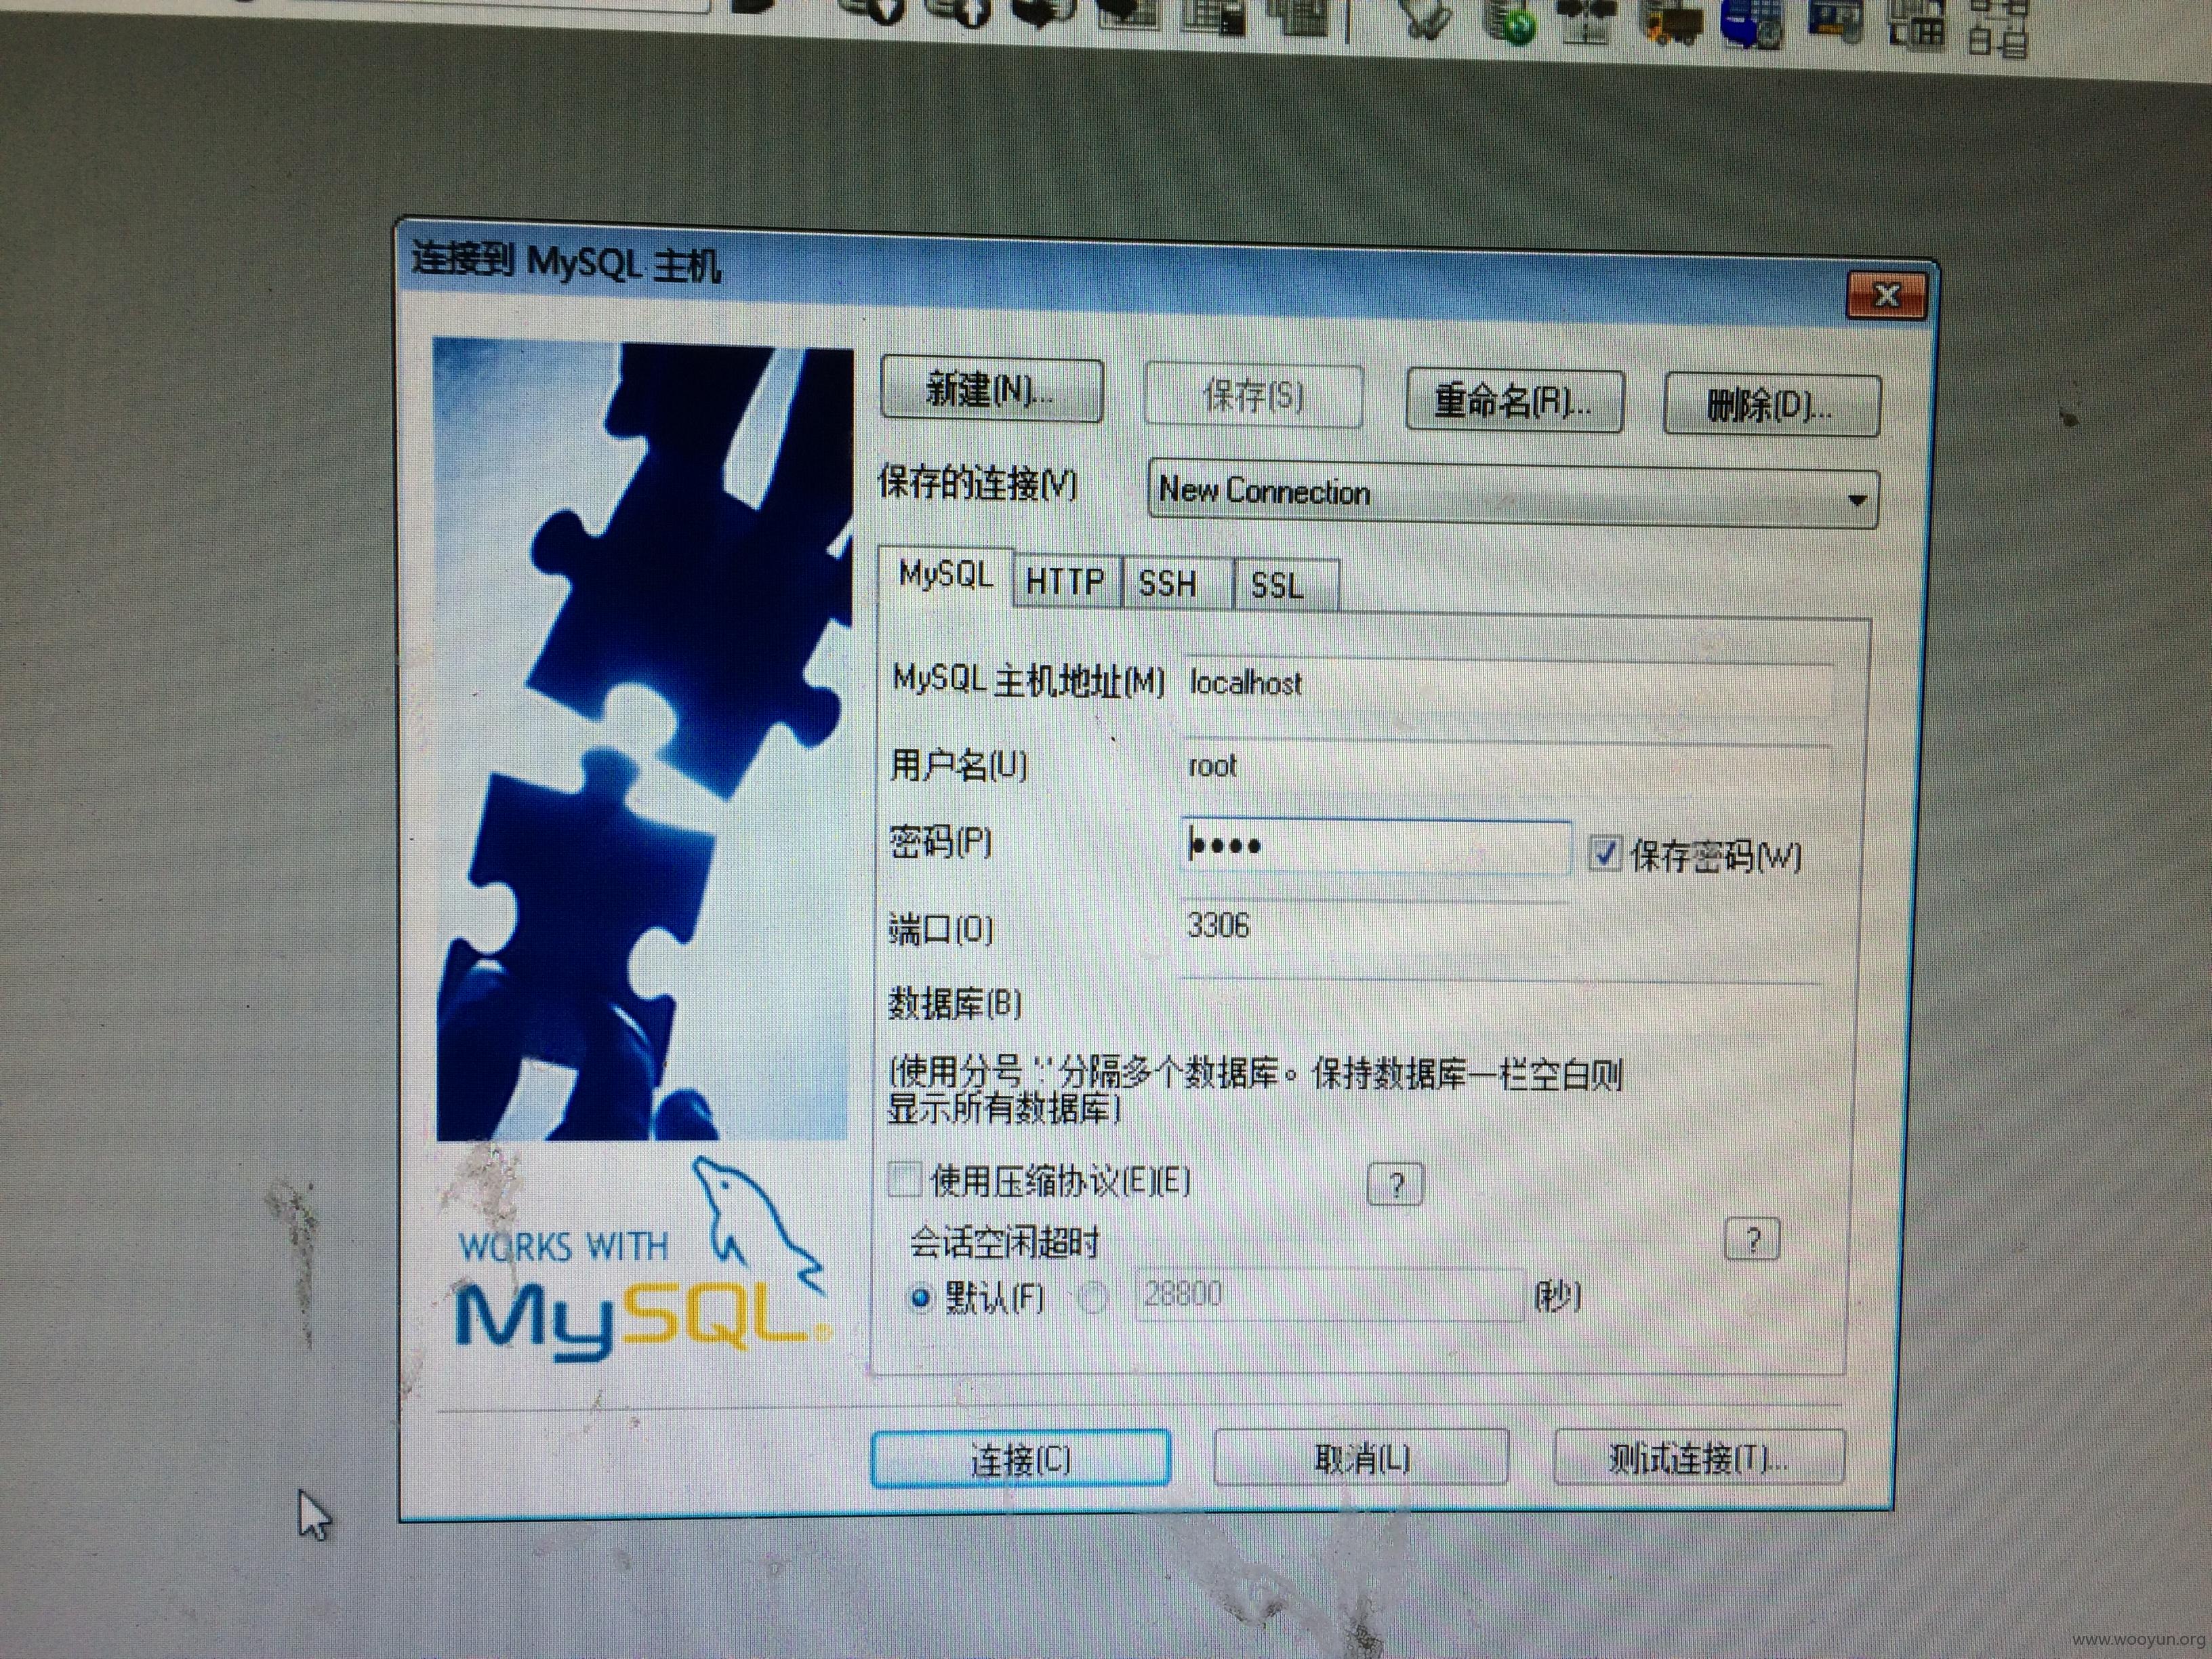 连接到 MySQL 主机
新建(N)...
保存(S)
重命名(R)...
删除(D)...
保存的连接(V)
New Connection
MySQL
HTTP
SSH
SSL
MySQL 主机地址(M)
localhost
用户名(U)
root
密码(P)
••••
保存密码(W)
端口(O)
3306
数据库(B)
(使用分号 ';' 分隔多个数据库。保持数据库一栏空白则
显示所有数据库)
使用压缩协议(E)(E)
?
会话空闲超时
?
默认(F)
28800
(秒)
WORKS WITH
MySQL®
连接(C)
取消(L)
测试连接(T)...
www.wooyun.org